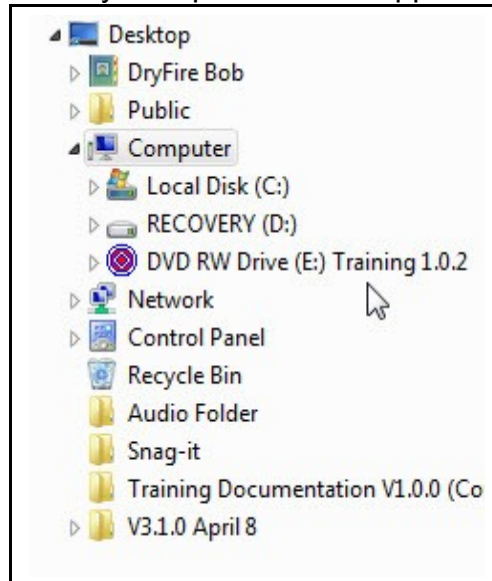 Desktop
DryFire Bob
Public
Computer
Local Disk (C:)
RECOVERY (D:)
DVD RW Drive (E:) Training 1.0.2
Network
Control Panel
Recycle Bin
Audio Folder
Snag-it
Training Documentation V1.0.0 (Co
V3.1.0 April 8